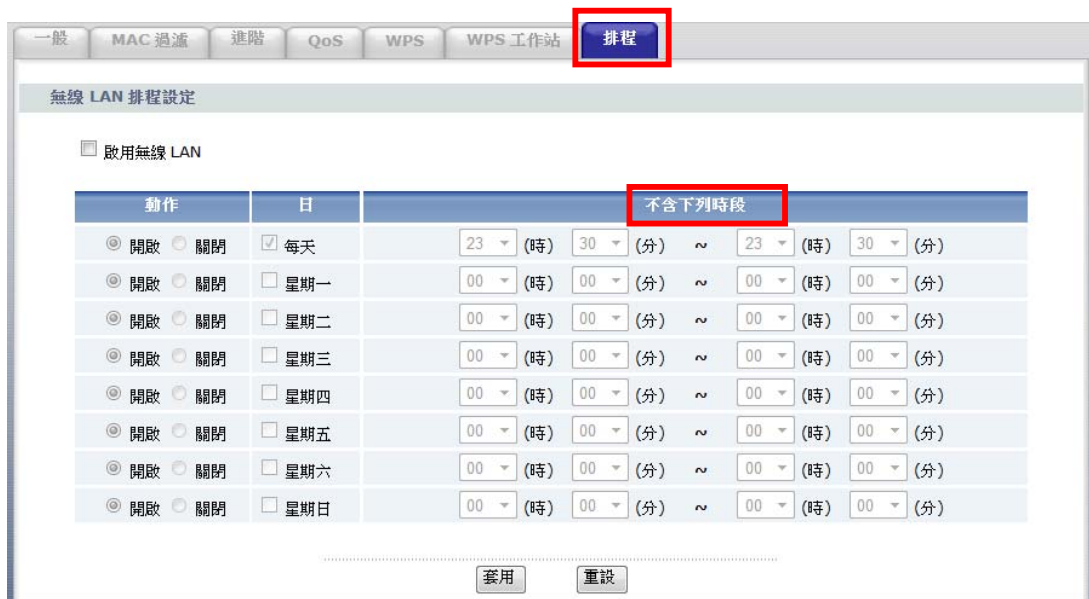 一般 MAC 過濾 進階 QoS WPS WPS 工作站 排程
無線 LAN 排程設定
啟用無線 LAN
動作 日 不含下列時段
開啟 關閉 每天 23 (時) 30 (分) ~ 23 (時) 30 (分)
開啟 關閉 星期一 00 (時) 00 (分) ~ 00 (時) 00 (分)
開啟 關閉 星期二 00 (時) 00 (分) ~ 00 (時) 00 (分)
開啟 關閉 星期三 00 (時) 00 (分) ~ 00 (時) 00 (分)
開啟 關閉 星期四 00 (時) 00 (分) ~ 00 (時) 00 (分)
開啟 關閉 星期五 00 (時) 00 (分) ~ 00 (時) 00 (分)
開啟 關閉 星期六 00 (時) 00 (分) ~ 00 (時) 00 (分)
開啟 關閉 星期日 00 (時) 00 (分) ~ 00 (時) 00 (分)
套用 重設